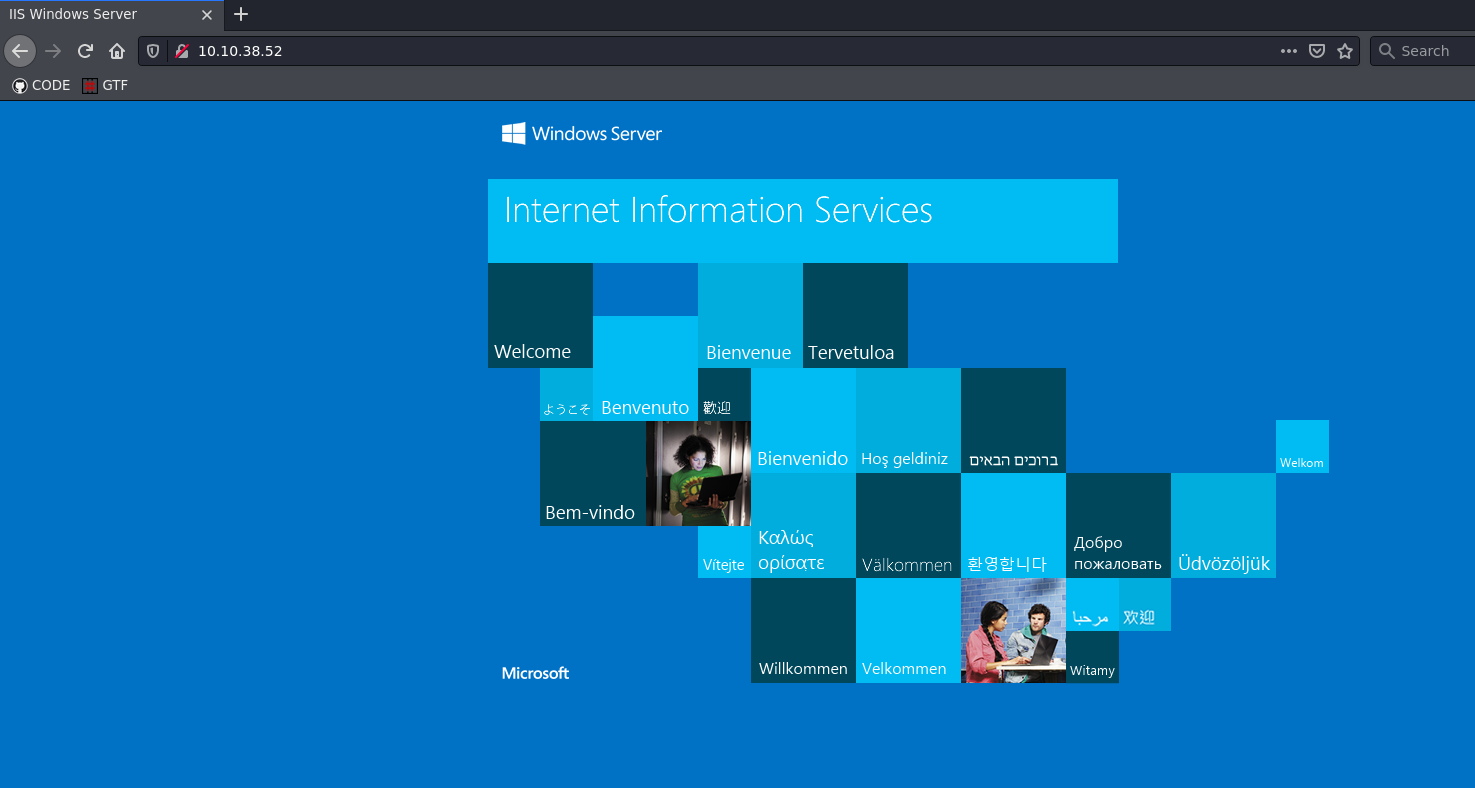 IIS Windows Server
10.10.38.52
Search
CODE
GTF
Windows Server
Internet Information Services
Welcome
Bienvenue
Tervetuloa
ようこそ
Benvenuto
歡迎
Bienvenido
Hoş geldiniz
ברוכים הבאים
Welkom
Bem-vindo
Vítejte
Καλώς
ορίσατε
Välkommen
환영합니다
Добро
пожаловать
Üdvözöljük
Willkommen
Velkommen
مرحبا
欢迎
Witamy
Microsoft